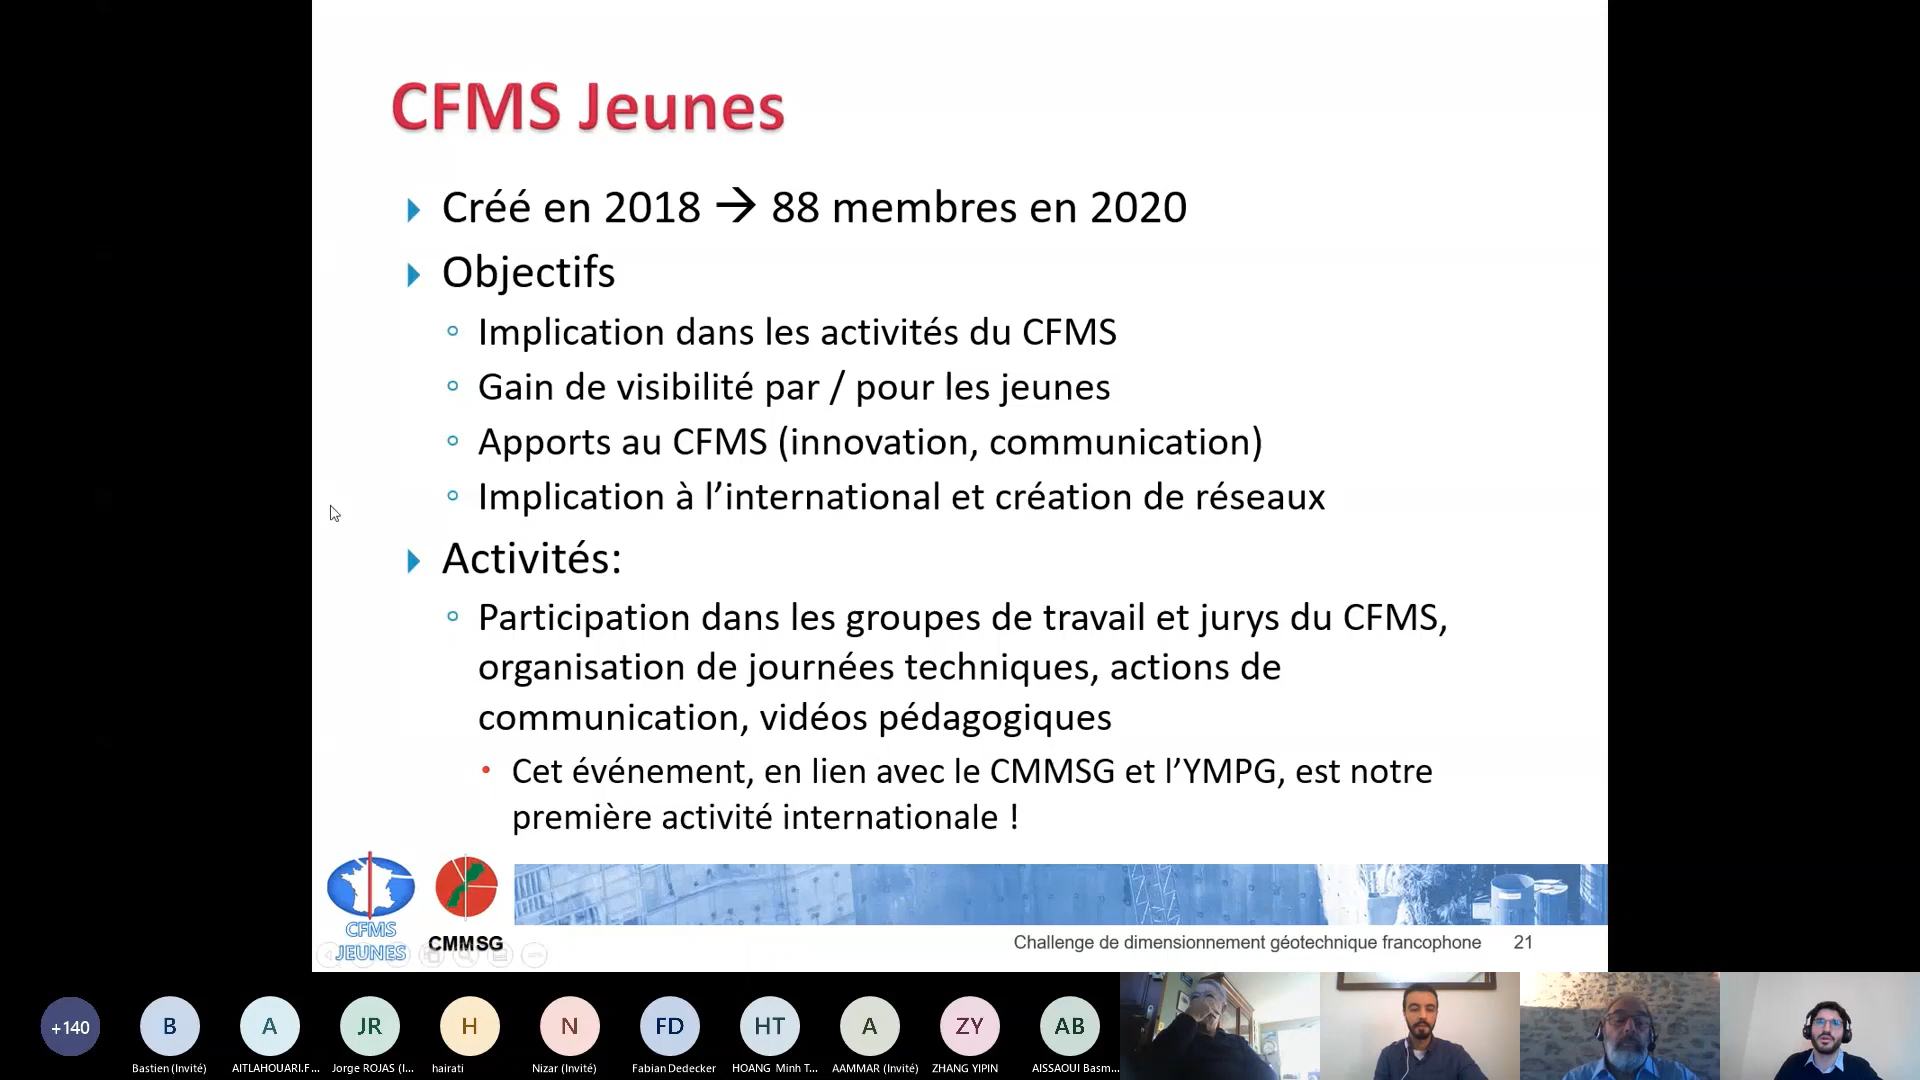 CFMS Jeunes
Créé en 2018 → 88 membres en 2020
Objectifs
Implication dans les activités du CFMS
Gain de visibilité par / pour les jeunes
Apports au CFMS (innovation, communication)
Implication à l’international et création de réseaux
Activités:
Participation dans les groupes de travail et jurys du CFMS,
organisation de journées techniques, actions de
communication, vidéos pédagogiques
Cet événement, en lien avec le CMMSG et l’YMPG, est notre
première activité internationale !
CFMS
JEUNES
CMMSG
Challenge de dimensionnement géotechnique francophone 21
+140 B A JR H N FD HT A ZY AB
Bastien (Invité) AITLAHOUARI.F... Jorge ROJAS (I... hairati Nizar (Invité) Fabian Dedecker HOANG Minh T... AAMMAR (Invité) ZHANG YIPIN AISSAOUI Basm...